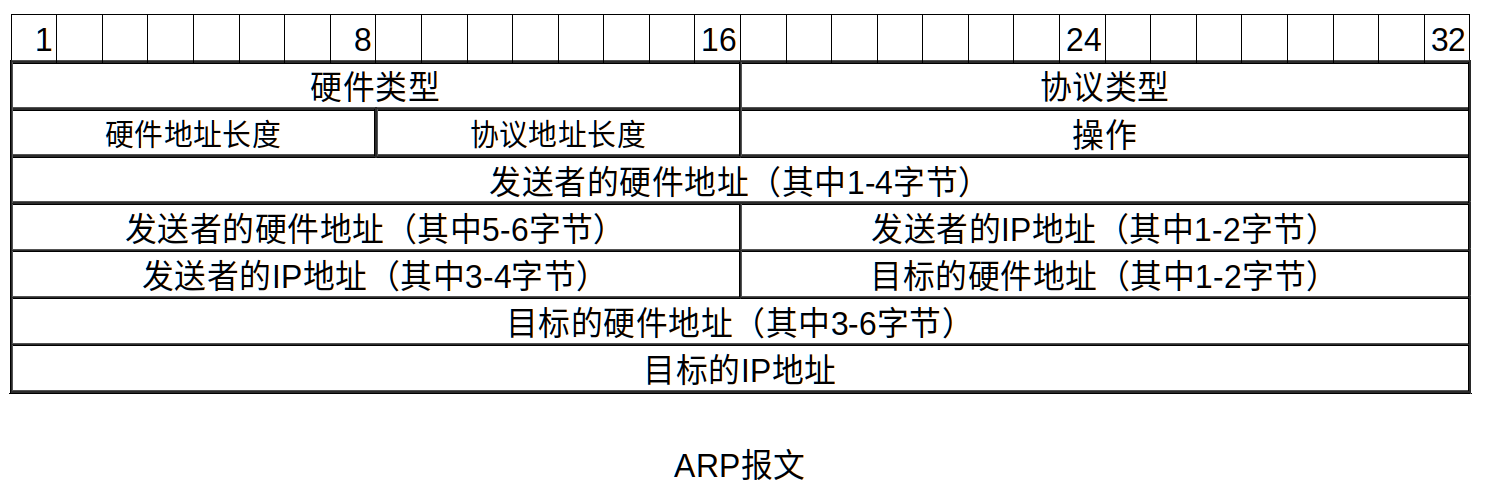 1 8 16 24 32
硬件类型 协议类型
硬件地址长度 协议地址长度 操作
发送者的硬件地址（其中1-4字节）
发送者的硬件地址（其中5-6字节） 发送者的IP地址（其中1-2字节）
发送者的IP地址（其中3-4字节） 目标的硬件地址（其中1-2字节）
目标的硬件地址（其中3-6字节）
目标的IP地址
ARP报文